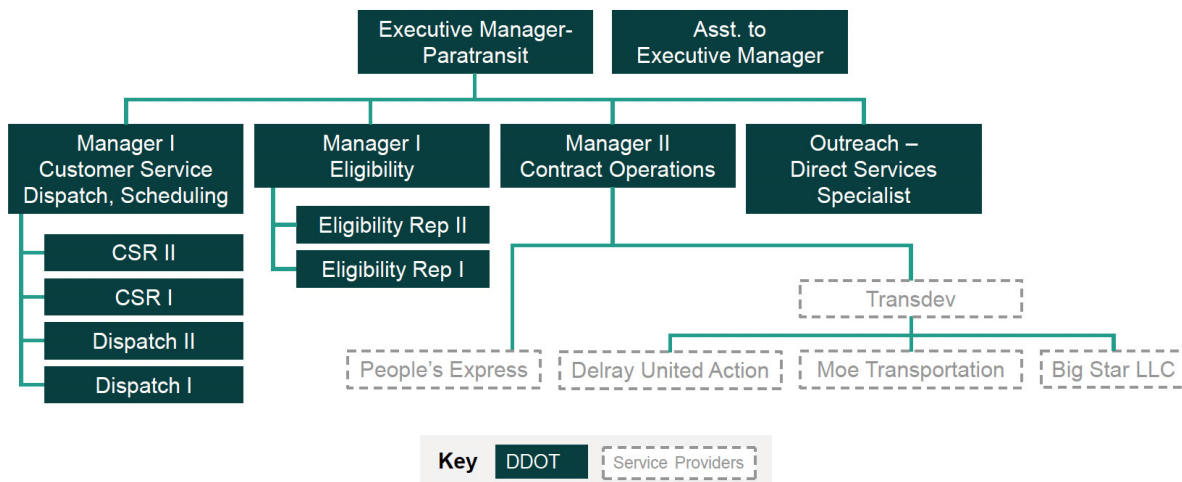 Executive Manager-
Paratransit
Asst. to
Executive Manager
Manager I
Customer Service
Dispatch, Scheduling
Manager I
Eligibility
Manager II
Contract Operations
Outreach –
Direct Services
Specialist
CSR II
CSR I
Dispatch II
Dispatch I
Eligibility Rep II
Eligibility Rep I
Transdev
People's Express
Delray United Action
Moe Transportation
Big Star LLC
Key
DDOT
Service Providers